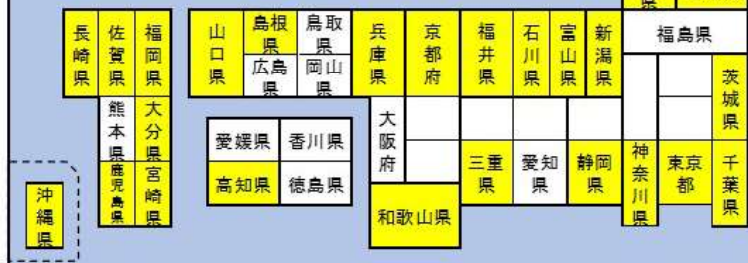 県
長崎県
佐賀県
福岡県
山口県
島根県
鳥取県
広島県
岡山県
兵庫県
京都府
福井県
石川県
富山県
新潟県
福島県
茨城県
熊本県
大分県
愛媛県
香川県
大阪府
高知県
徳島県
三重県
愛知県
静岡県
神奈川県
東京都
千葉県
鹿児島県
宮崎県
沖縄県
和歌山県